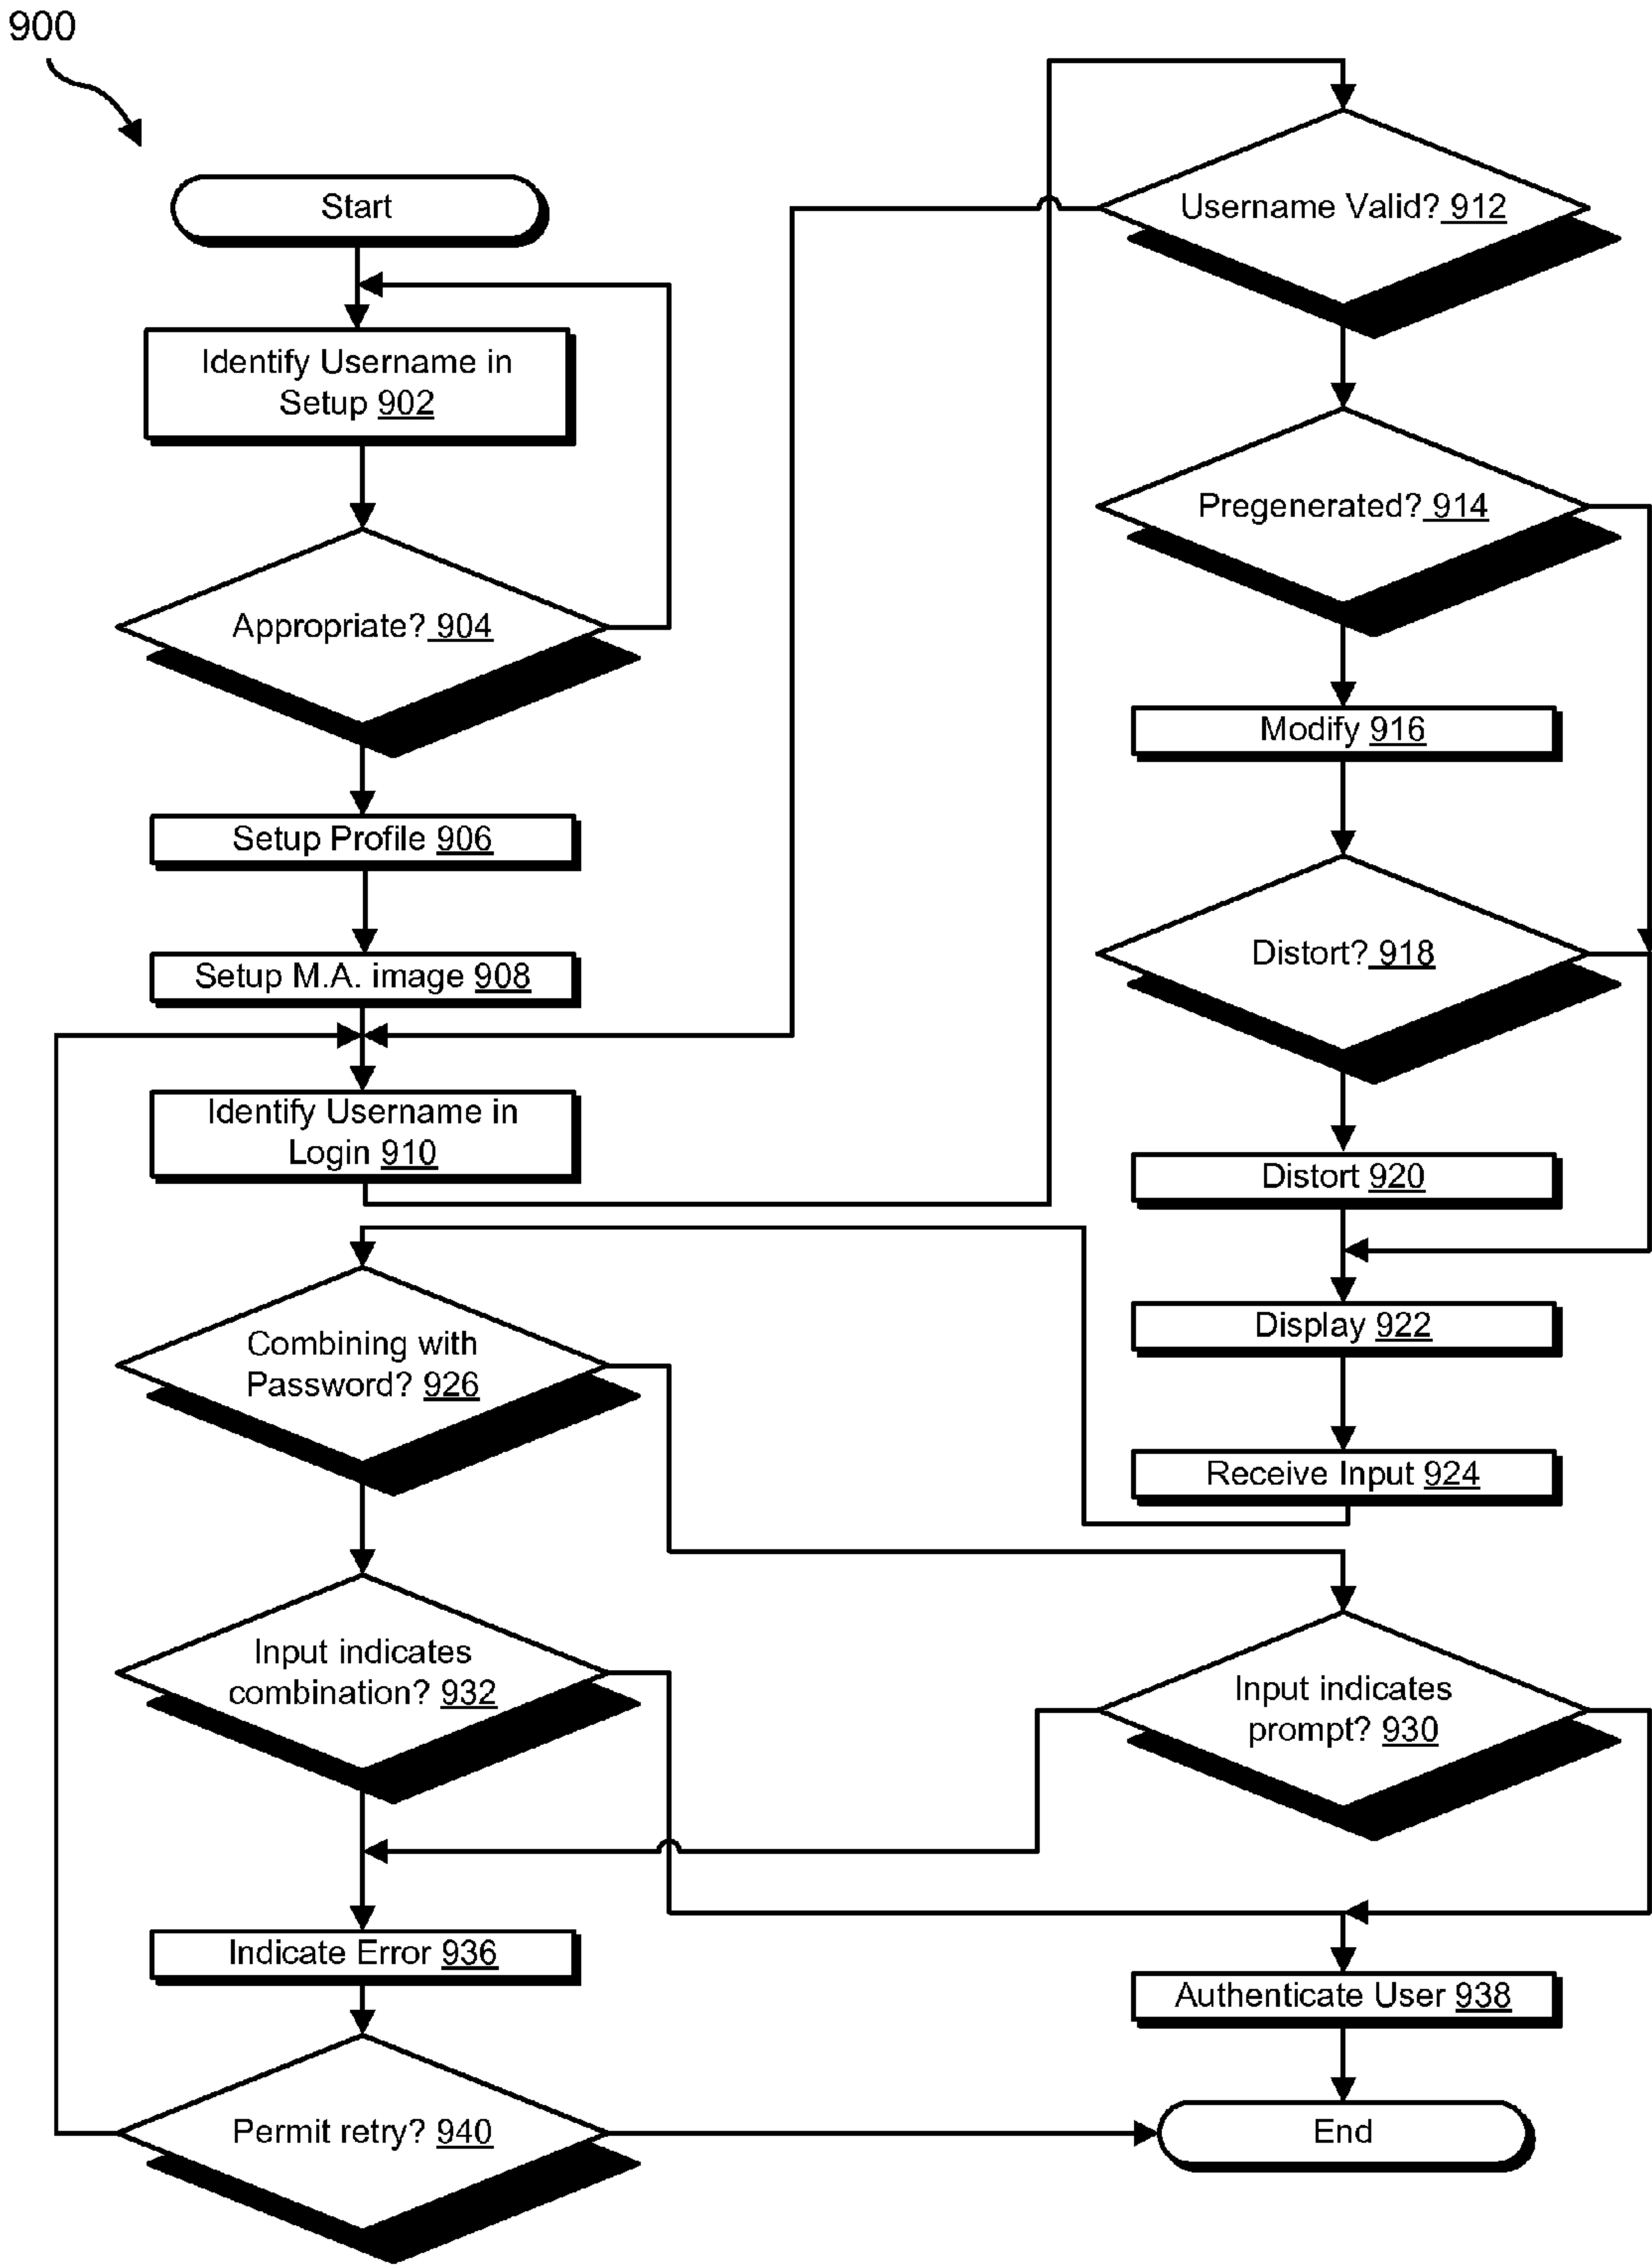 900
Start
Identify Username in
Setup 902
Appropriate? 904
Setup Profile 906
Setup M.A. image 908
Identify Username in
Login 910
Username Valid? 912
Pregenerated? 914
Modify 916
Distort? 918
Distort 920
Display 922
Receive Input 924
Combining with
Password? 926
Input indicates
combination? 932
Input indicates
prompt? 930
Indicate Error 936
Authenticate User 938
Permit retry? 940
End